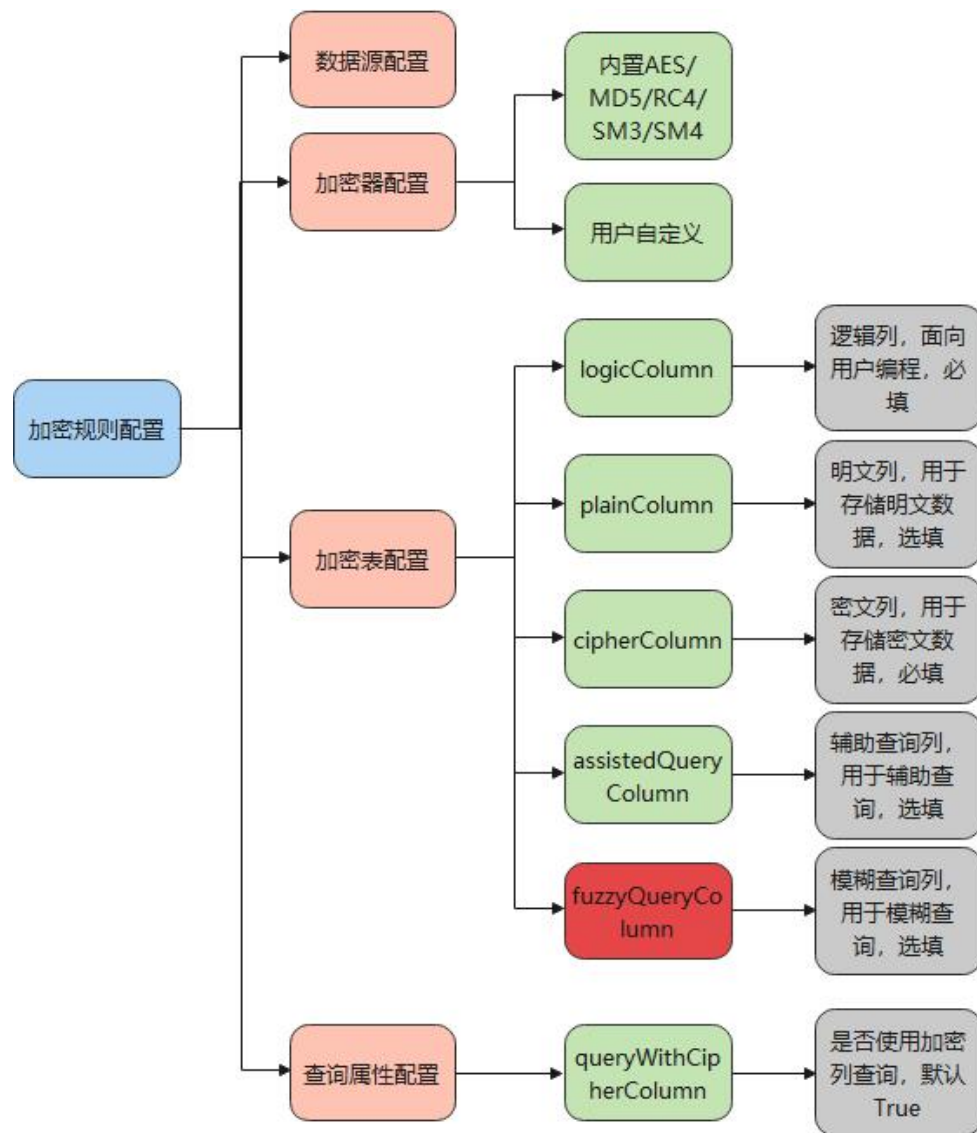 数据源配置
内置AES/
MD5/RC4/
SM3/SM4
加密器配置
用户自定义
加密规则配置
logicColumn
逻辑列，面向
用户编程，必
填
plainColumn
明文列，用于
存储明文数
据，选填
加密表配置
cipherColumn
密文列，用于
存储密文数
据，必填
assistedQuery
Column
辅助查询列，
用于辅助查
询，选填
fuzzyQueryCo
lumn
模糊查询列，
用于模糊查
询，选填
查询属性配置
queryWithCip
herColumn
是否使用加密
列查询，默认
True